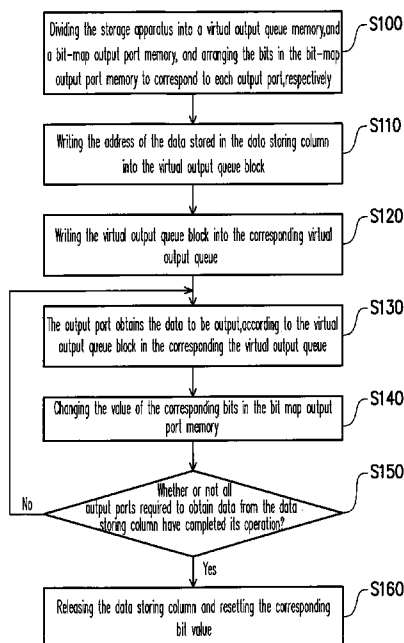 Dividing the storage apparatus into a virtual output queue memory,and
a bit-map output port memory, and arranging the bits in the bit-map
output port memory to correspond to each output port,respectively
S100
Writing the address of the data stored in the data storing column
into the virtual output queue block
S110
Writing the virtual output queue block into the corresponding virtual
output queue
S120
The output port obtains the data to be output,according to the virtual
output queue block in the corresponding the virtual output queue
S130
Changing the value of the corresponding bits in the bit map output
port memory
S140
Whether or not all
output ports required to obtain data from the data
storing column have completed its operation?
S150
No
Yes
Releasing the data storing column and resetting the corresponding
bit value
S160